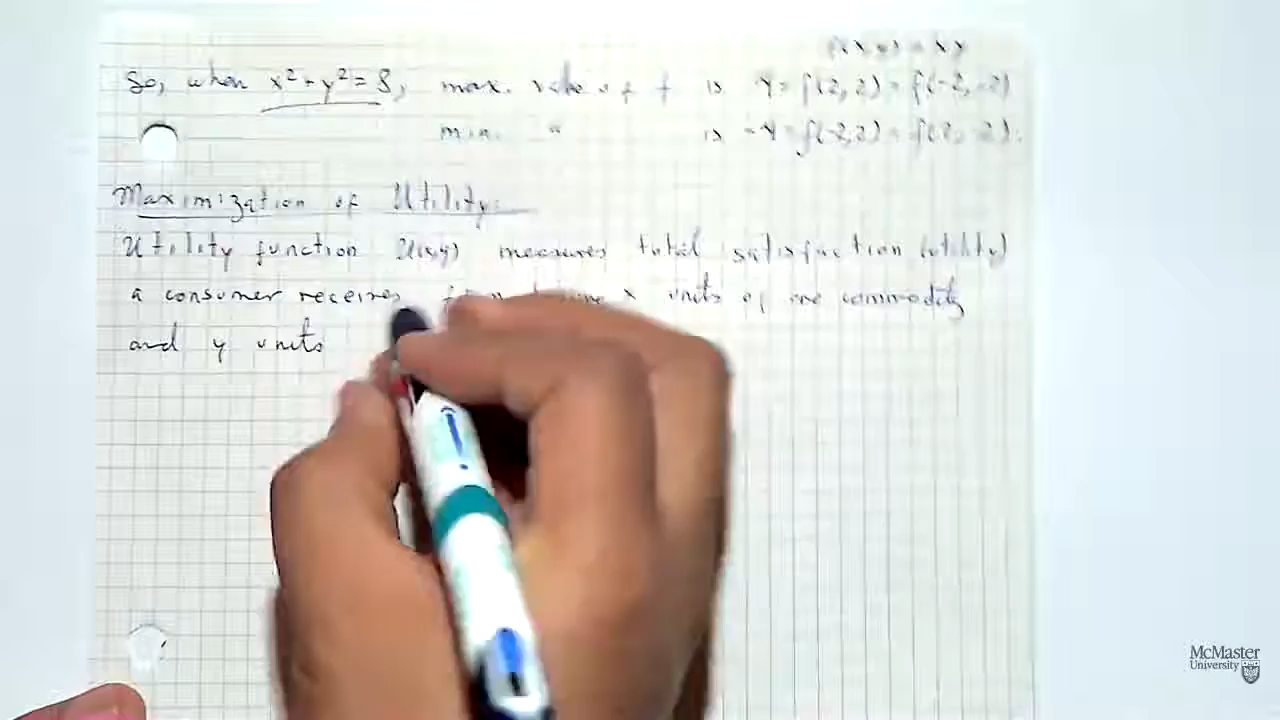 f(x,y) = xy
So, when x²+y²=8, max. value of f is 4 = f(2,2) = f(-2,-2)
min. " is -4 = f(-2,2) = f(2,-2).
Maximization of Utility:
Utility function U(x,y) measures total satisfaction (utility)
a consumer receives from having x units of one commodity
and y units
McMaster
University